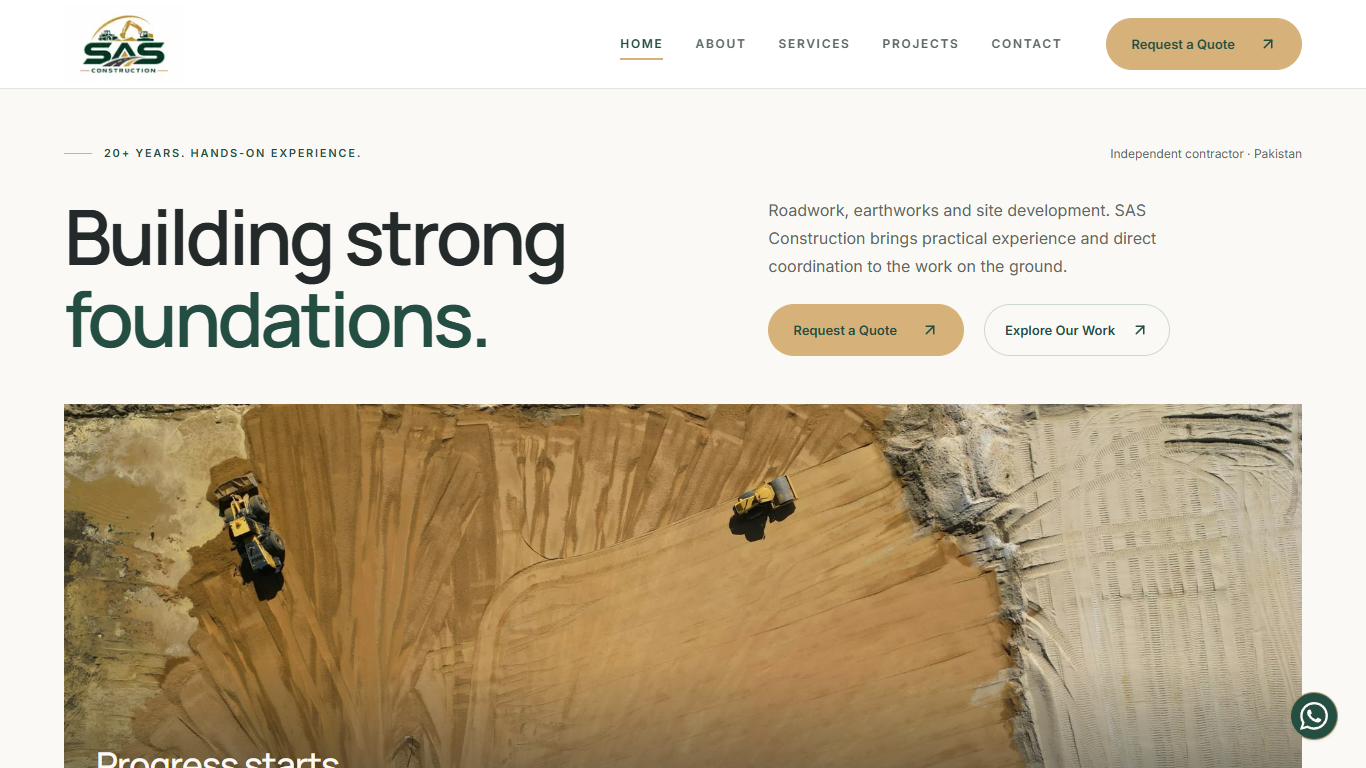 SAS
CONSTRUCTION
HOME
ABOUT
SERVICES
PROJECTS
CONTACT
Request a Quote
20+ YEARS. HANDS-ON EXPERIENCE.
Independent contractor · Pakistan
Building strong
foundations.
Roadwork, earthworks and site development. SAS
Construction brings practical experience and direct
coordination to the work on the ground.
Request a Quote
Explore Our Work
Progress starts